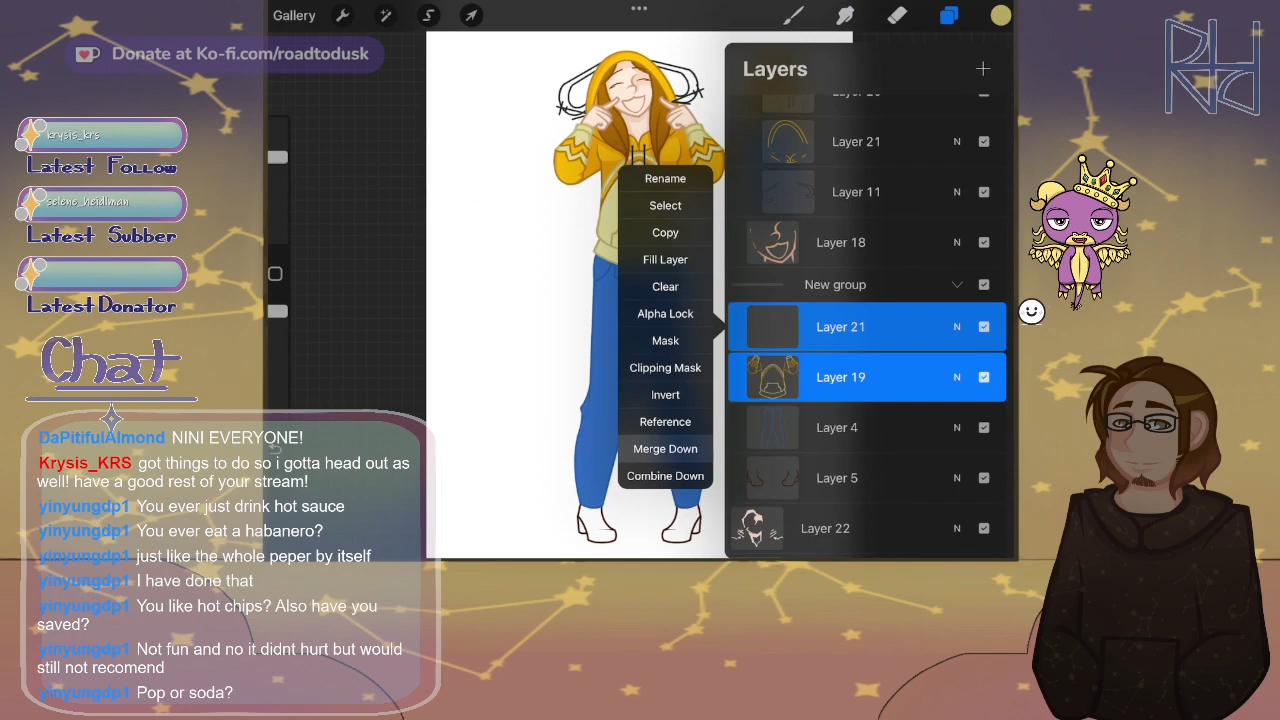 Gallery
Donate at Ko-fi.com/roadtodusk
krysis_krs
Latest Follow
selene_heidlman
Latest Subber
Latest Donator
Chat
DaPitifulAlmond NINI EVERYONE!
Krysis_KRS got things to do so i gotta head out as
well! have a good rest of your stream!
yinyungdp1 You ever just drink hot sauce
yinyungdp1 You ever eat a habanero?
yinyungdp1 just like the whole peper by itself
yinyungdp1 I have done that
yinyungdp1 You like hot chips? Also have you
saved?
yinyungdp1 Not fun and no it didnt hurt but would
still not recomend
yinyungdp1 Pop or soda?
Rename
Select
Copy
Fill Layer
Clear
Alpha Lock
Mask
Clipping Mask
Invert
Reference
Merge Down
Combine Down
Layers
Layer 21 N
Layer 11 N
Layer 18 N
New group
Layer 21 N
Layer 19 N
Layer 4 N
Layer 5 N
Layer 22 N